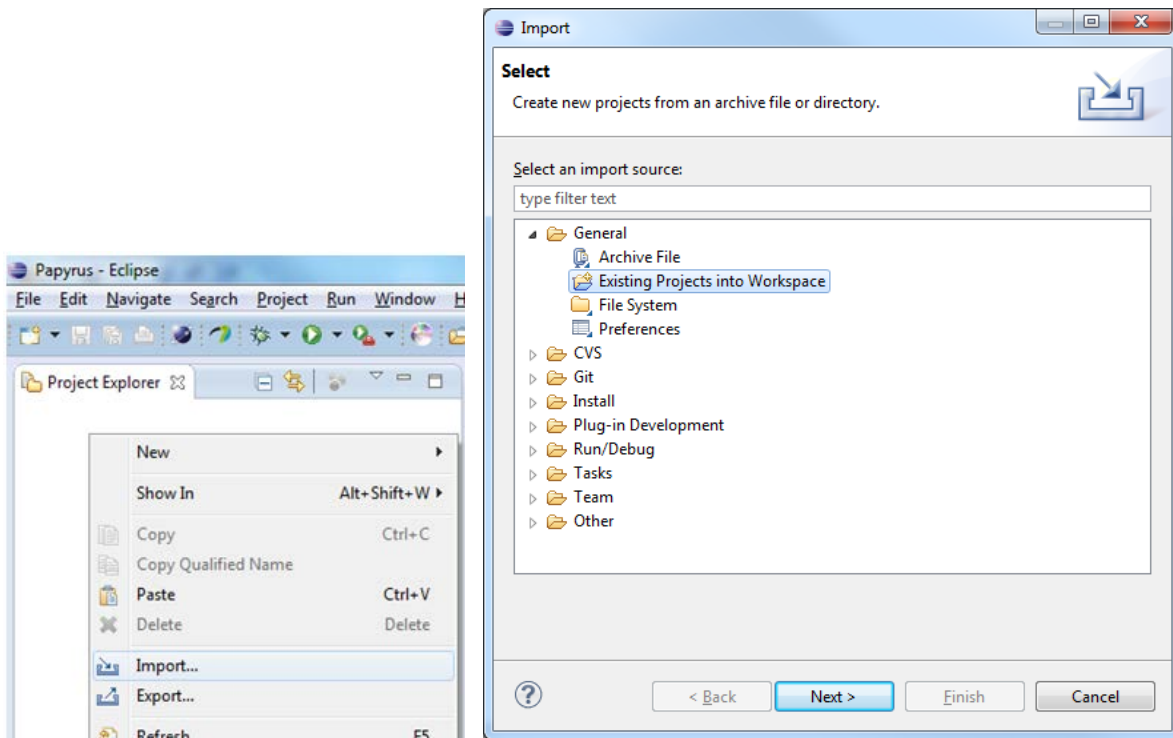 Papyrus - Eclipse
File Edit Navigate Search Project Run Window H
Project Explorer
New
Show In Alt+Shift+W
Copy Ctrl+C
Copy Qualified Name
Paste Ctrl+V
Delete Delete
Import...
Export...
Refresh F5
Import
Select
Create new projects from an archive file or directory.
Select an import source:
type filter text
General
Archive File
Existing Projects into Workspace
File System
Preferences
CVS
Git
Install
Plug-in Development
Run/Debug
Tasks
Team
Other
? < Back Next > Finish Cancel